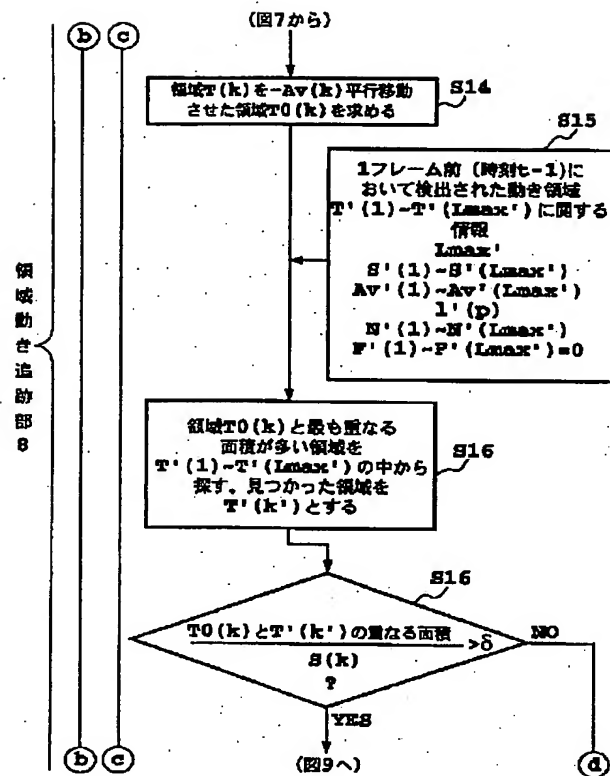 (図7から)
b
c
領域T(k)を-Av(k)平行移動
させた領域T0(k)を求める
S14
S15
1フレーム前 (時刻t-1)に
おいて検出された動き領域
T'(1)~T'(Lmax')に関する
情報
Lmax'
S'(1)~S'(Lmax')
Av'(1)~Av'(Lmax')
l'(p)
N'(1)~N'(Lmax')
F'(1)~F'(Lmax')=0
領域動き追跡部8
領域T0(k)と最も重なる
面積が多い領域を
T'(1)~T'(Lmax')の中から
探す。見つかった領域を
T'(k')とする
S16
S16
T0(k)とT'(k')の重なる面積
S(k)
>δ
?
NO
YES
b
c
(図9へ)
d